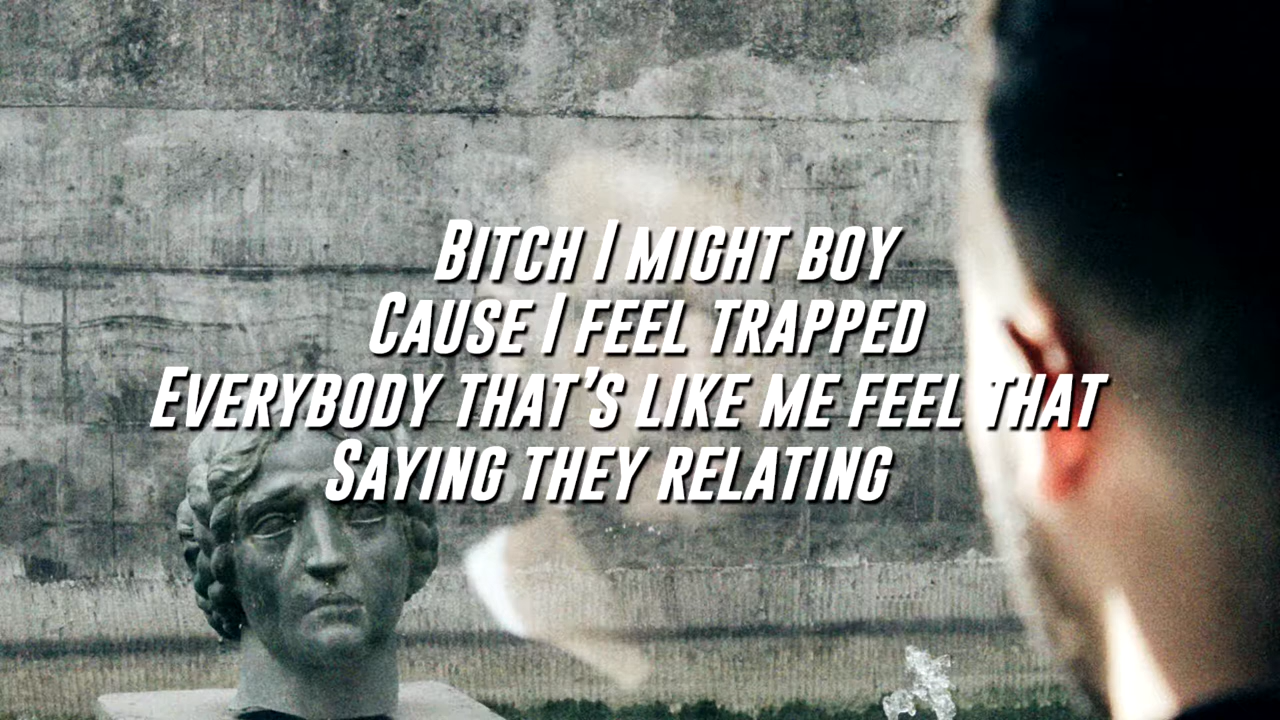 Bitch I might boy
Cause I feel trapped
Everybody that's like me feel that
Saying they relating